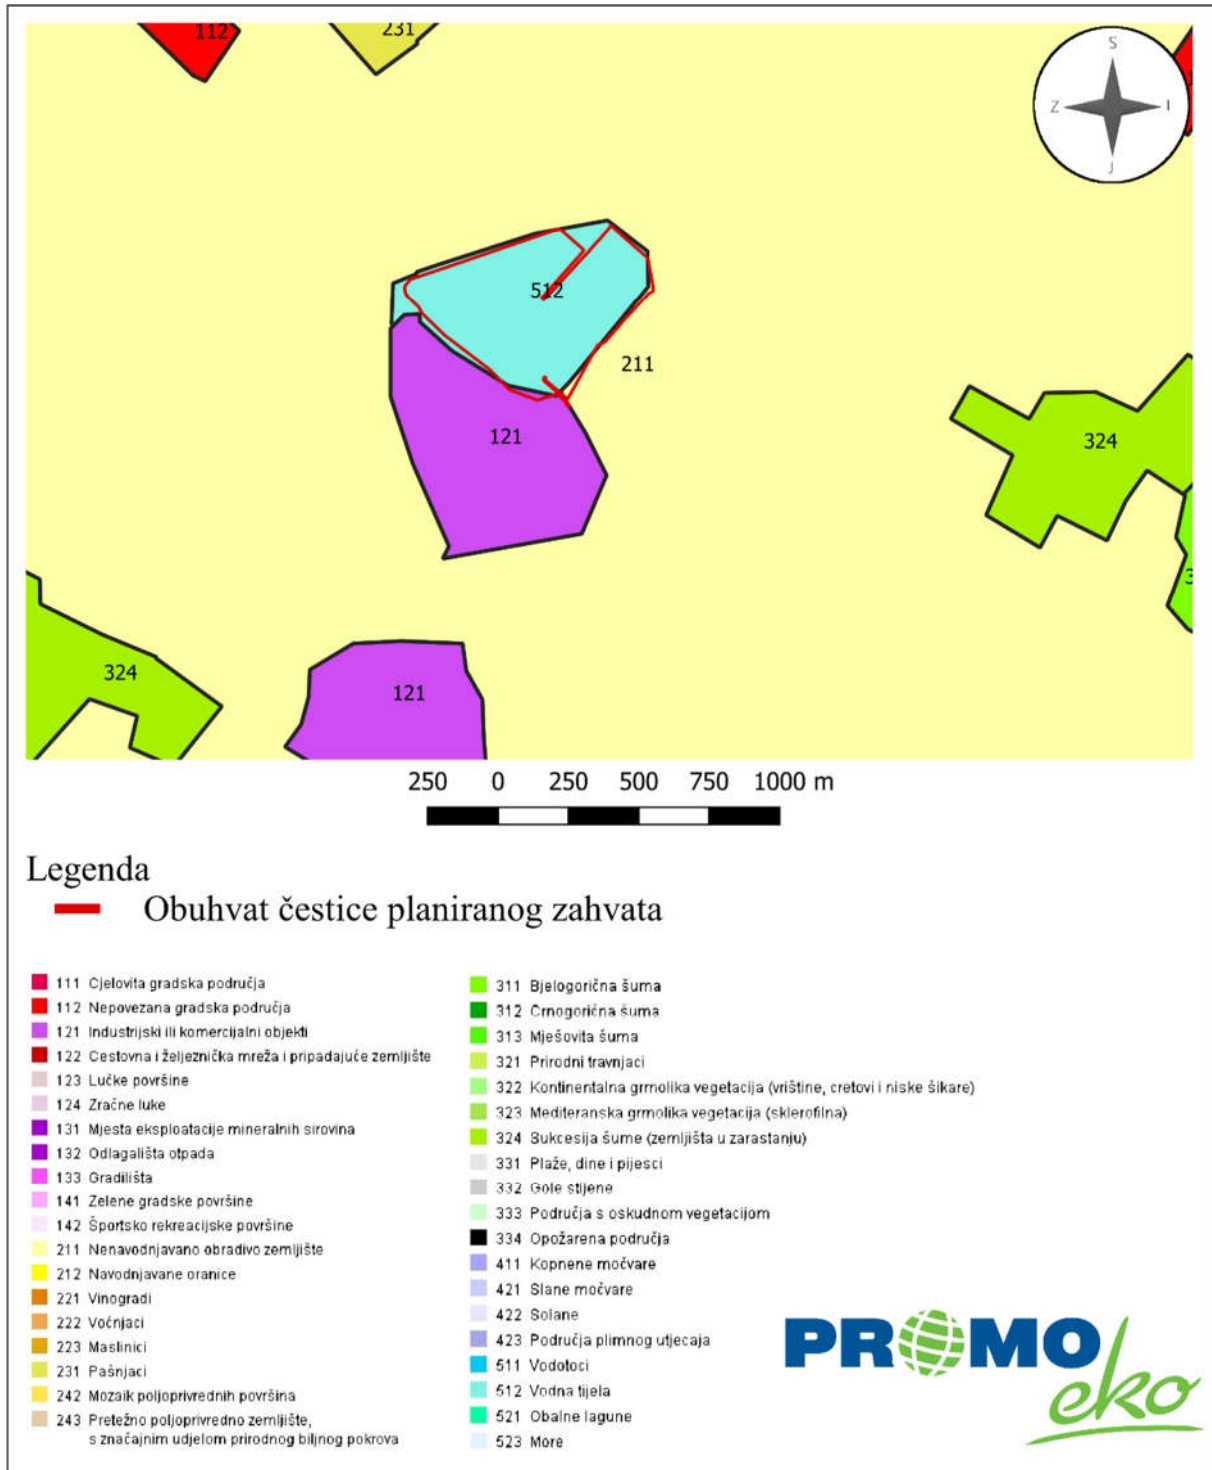 112
231
S
Z
I
J
512
211
121
324
324
121
250 0 250 500 750 1000 m
Legenda
Obuhvat čestice planiranog zahvata
111 Cjelovita gradska područja
112 Nepovezana gradska područja
121 Industrijski ili komercijalni objekti
122 Cestovna i željeznička mreža i pripadajuće zemljište
123 Lučke površine
124 Zračne luke
131 Mjesta eksploatacije mineralnih sirovina
132 Odlagališta otpada
133 Gradilišta
141 Zelene gradske površine
142 Športsko rekreacijske površine
211 Nenavodnjavano obradivo zemljište
212 Navodnjavane oranice
221 Vinogradi
222 Voćnjaci
223 Maslinici
231 Pašnjaci
242 Mozaik poljoprivrednih površina
243 Pretežno poljoprivredno zemljište,
s značajnim udjelom prirodnog biljnog pokrova
311 Bjelogorična šuma
312 Crnogorična šuma
313 Mješovita šuma
321 Prirodni travnjaci
322 Kontinentalna grmolika vegetacija (vrištine, cretovi i niske šikare)
323 Mediteranska grmolika vegetacija (sklerofilna)
324 Sukcesija šume (zemljišta u zarastanju)
331 Plaže, dine i pijesci
332 Gole stijene
333 Područja s oskudnom vegetacijom
334 Opožarena područja
411 Kopnene močvare
421 Slane močvare
422 Solane
423 Područja plimnog utjecaja
511 Vodotoci
512 Vodna tijela
521 Obalne lagune
523 More
PROMO
eko